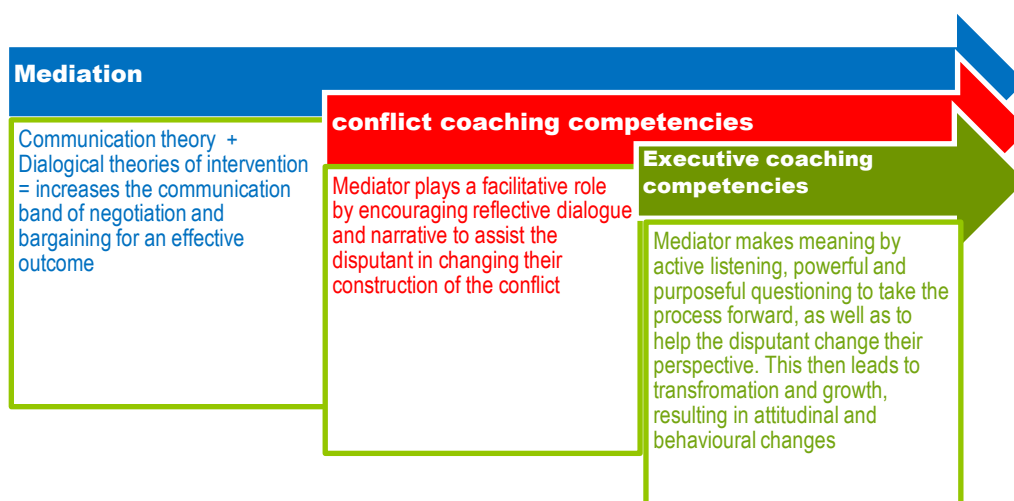 Mediation
Communication theory +
Dialogical theories of intervention
= increases the communication
band of negotiation and
bargaining for an effective
outcome
conflict coaching competencies
Mediator plays a facilitative role
by encouraging reflective dialogue
and narrative to assist the
disputant in changing their
construction of the conflict
Executive coaching
competencies
Mediator makes meaning by
active listening, powerful and
purposeful questioning to take the
process forward, as well as to
help the disputant change their
perspective. This then leads to
transfromation and growth,
resulting in attitudinal and
behavioural changes